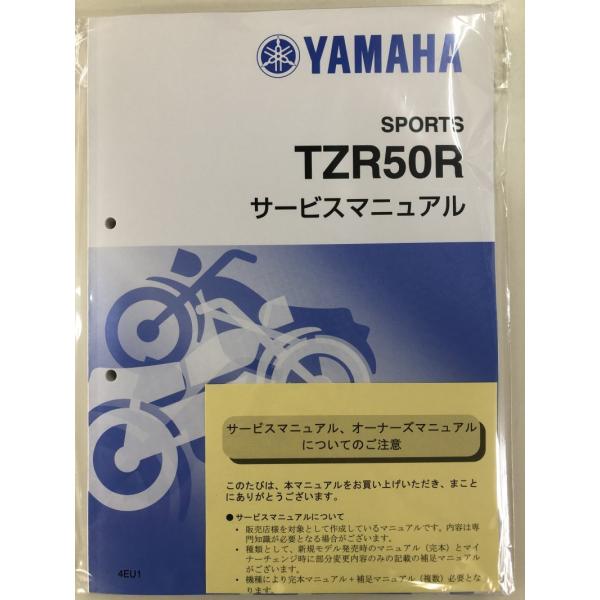 YAMAHA
SPORTS
TZR50R
サービスマニュアル
サービスマニュアル、オーナーズマニュアル
についてのご注意
このたびは、本マニュアルをお買い上げいただき、まこと
にありがとうございます。
●サービスマニュアルについて
・販売店様を対象として作成しているマニュアルです。内容は専
門知識が必要となる場合がございます。
・種類として、新規モデル発売時のマニュアル（完本）とマイ
ナーチェンジ時に部分変更内容のみの記載の補足マニュアル
がございます。
・機種により完本マニュアル＋補足マニュアル（複数）必要とな
ります。
4EU1